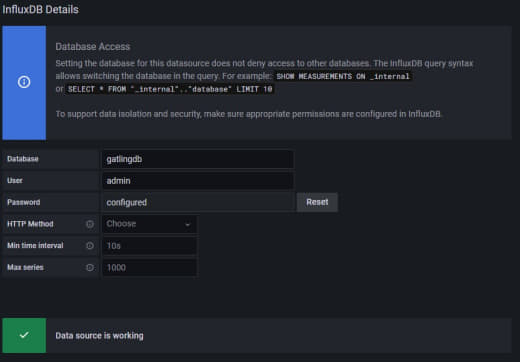 InfluxDB Details
Database Access
Setting the database for this datasource does not deny access to other databases. The InfluxDB query syntax
allows switching the database in the query. For example: SHOW MEASUREMENTS ON _internal
or SELECT * FROM "_internal".."database" LIMIT 10
To support data isolation and security, make sure appropriate permissions are configured in InfluxDB.
Database gatlingdb
User admin
Password configured Reset
HTTP Method Choose
Min time interval 10s
Max series 1000
Data source is working